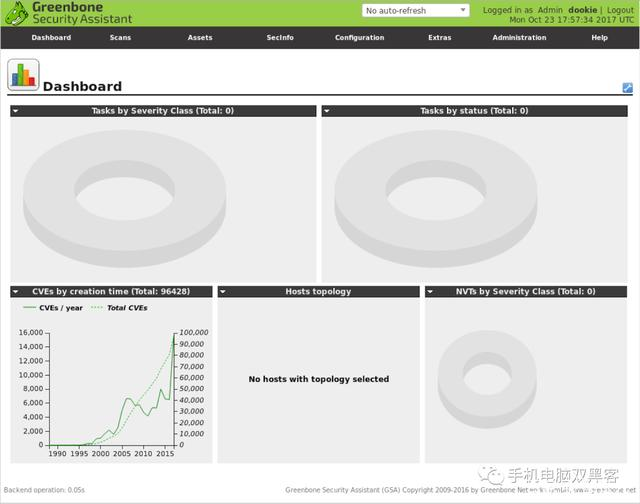 Greenbone
Security Assistant
No auto-refresh
Logged in as Admin dookie | Logout
Mon Oct 23 17:57:34 2017 UTC
Dashboard Scans Assets SecInfo Configuration Extras Administration Help
Dashboard
Tasks by Severity Class (Total: 0)
Tasks by status (Total: 0)
CVEs by creation time (Total: 96428)
CVEs / year Total CVEs
16,000 100,000
14,000 90,000
12,000 80,000
10,000 70,000
8,000 60,000
6,000 50,000
4,000 40,000
2,000 30,000
0 20,000
10,000
0
1990 1995 2000 2005 2010 2015
Hosts topology
No hosts with topology selected
NVTs by Severity Class (Total: 0)
手机电脑双黑客
Backend operation: 0.05s
Greenbone Security Assistant (GSA) Copyright 2009-2016 by Greenbone Net